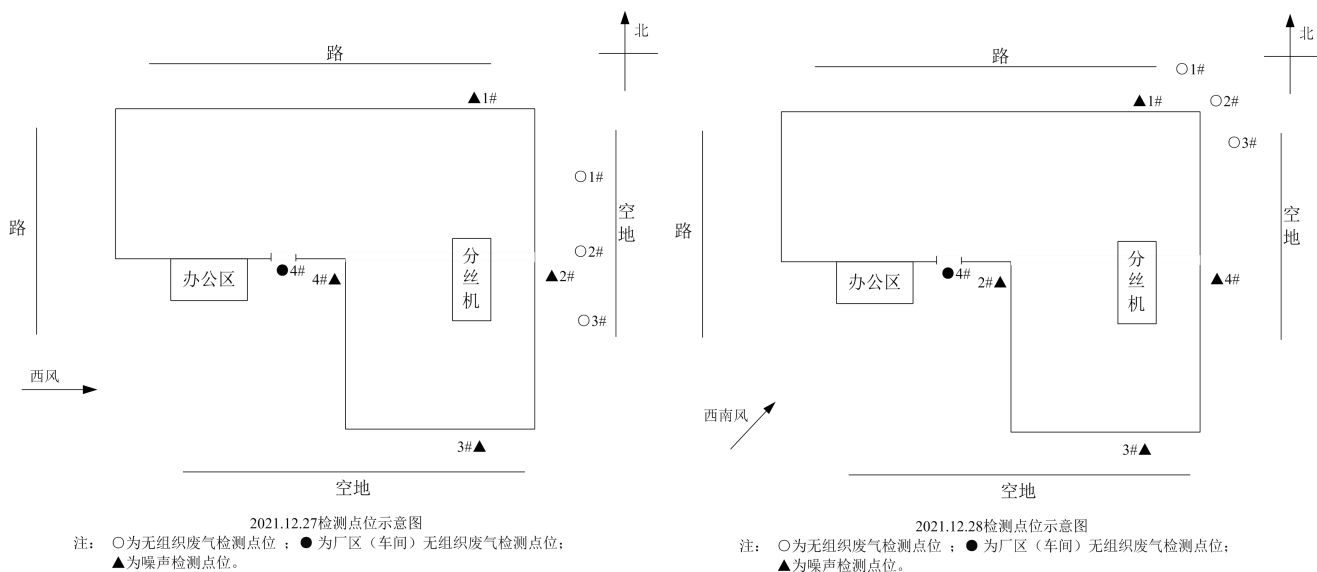 北
路
▲1#
○1#
路
空地
○2#
分丝机
●4#
4#▲
▲2#
办公区
○3#
西风
3#▲
空地
2021.12.27检测点位示意图
注： ○为无组织废气检测点位 ；● 为厂区（车间）无组织废气检测点位；
▲为噪声检测点位。
北
路
○1#
▲1#
○2#
○3#
路
空地
分丝机
●4#
2#▲
▲4#
办公区
西南风
3#▲
空地
2021.12.28检测点位示意图
注： ○为无组织废气检测点位 ；● 为厂区（车间）无组织废气检测点位；
▲为噪声检测点位。